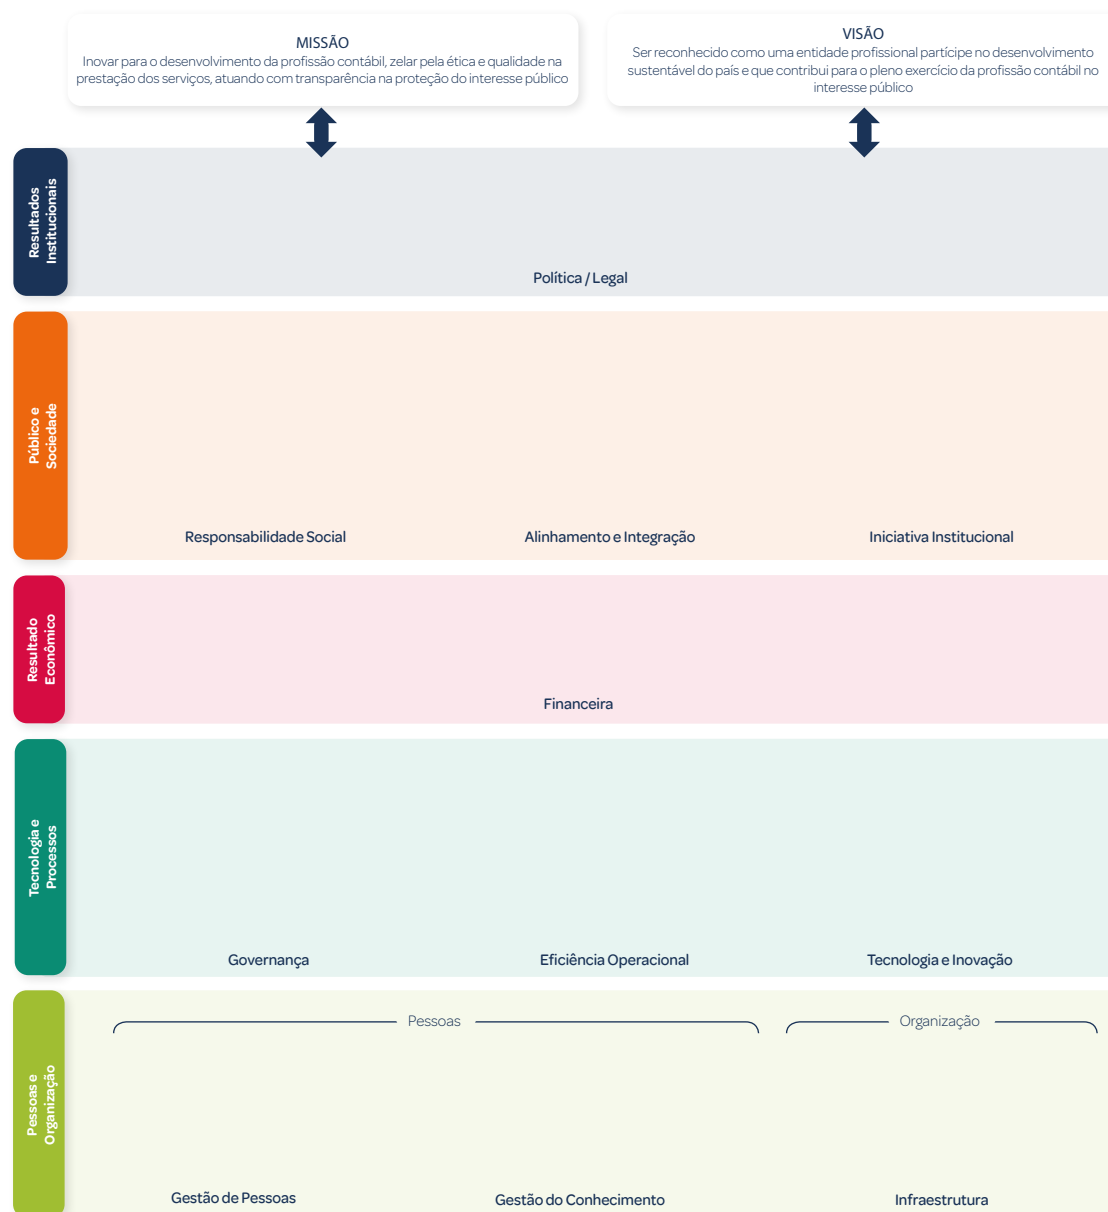 MISSÃO
Inovar para o desenvolvimento da profissão contábil, zelar pela ética e qualidade na
prestação dos serviços, atuando com transparência na proteção do interesse público
VISÃO
Ser reconhecido como uma entidade profissional partícipe no desenvolvimento
sustentável do país e que contribui para o pleno exercício da profissão contábil no
interesse público
Resultados
Institucionais
Política / Legal
Público e
Sociedade
Responsabilidade Social
Alinhamento e Integração
Iniciativa Institucional
Resultado
Econômico
Financeira
Tecnologia e
Processos
Governança
Eficiência Operacional
Tecnologia e Inovação
Pessoas e
Organização
Pessoas
Organização
Gestão de Pessoas
Gestão do Conhecimento
Infraestrutura